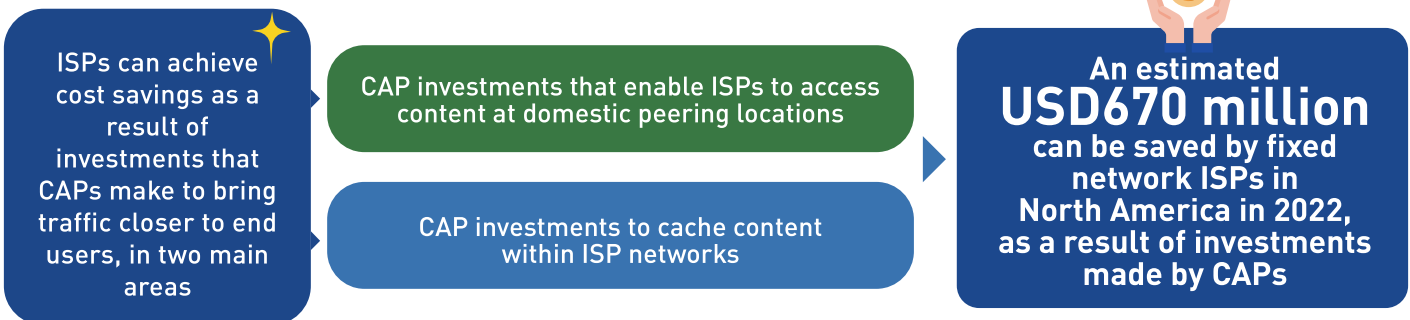 ISPs can achieve
cost savings as a
result of
investments that
CAPs make to bring
traffic closer to end
users, in two main
areas
CAP investments that enable ISPs to access
content at domestic peering locations
CAP investments to cache content
within ISP networks
An estimated
USD670 million
can be saved by fixed
network ISPs in
North America in 2022,
as a result of investments
made by CAPs